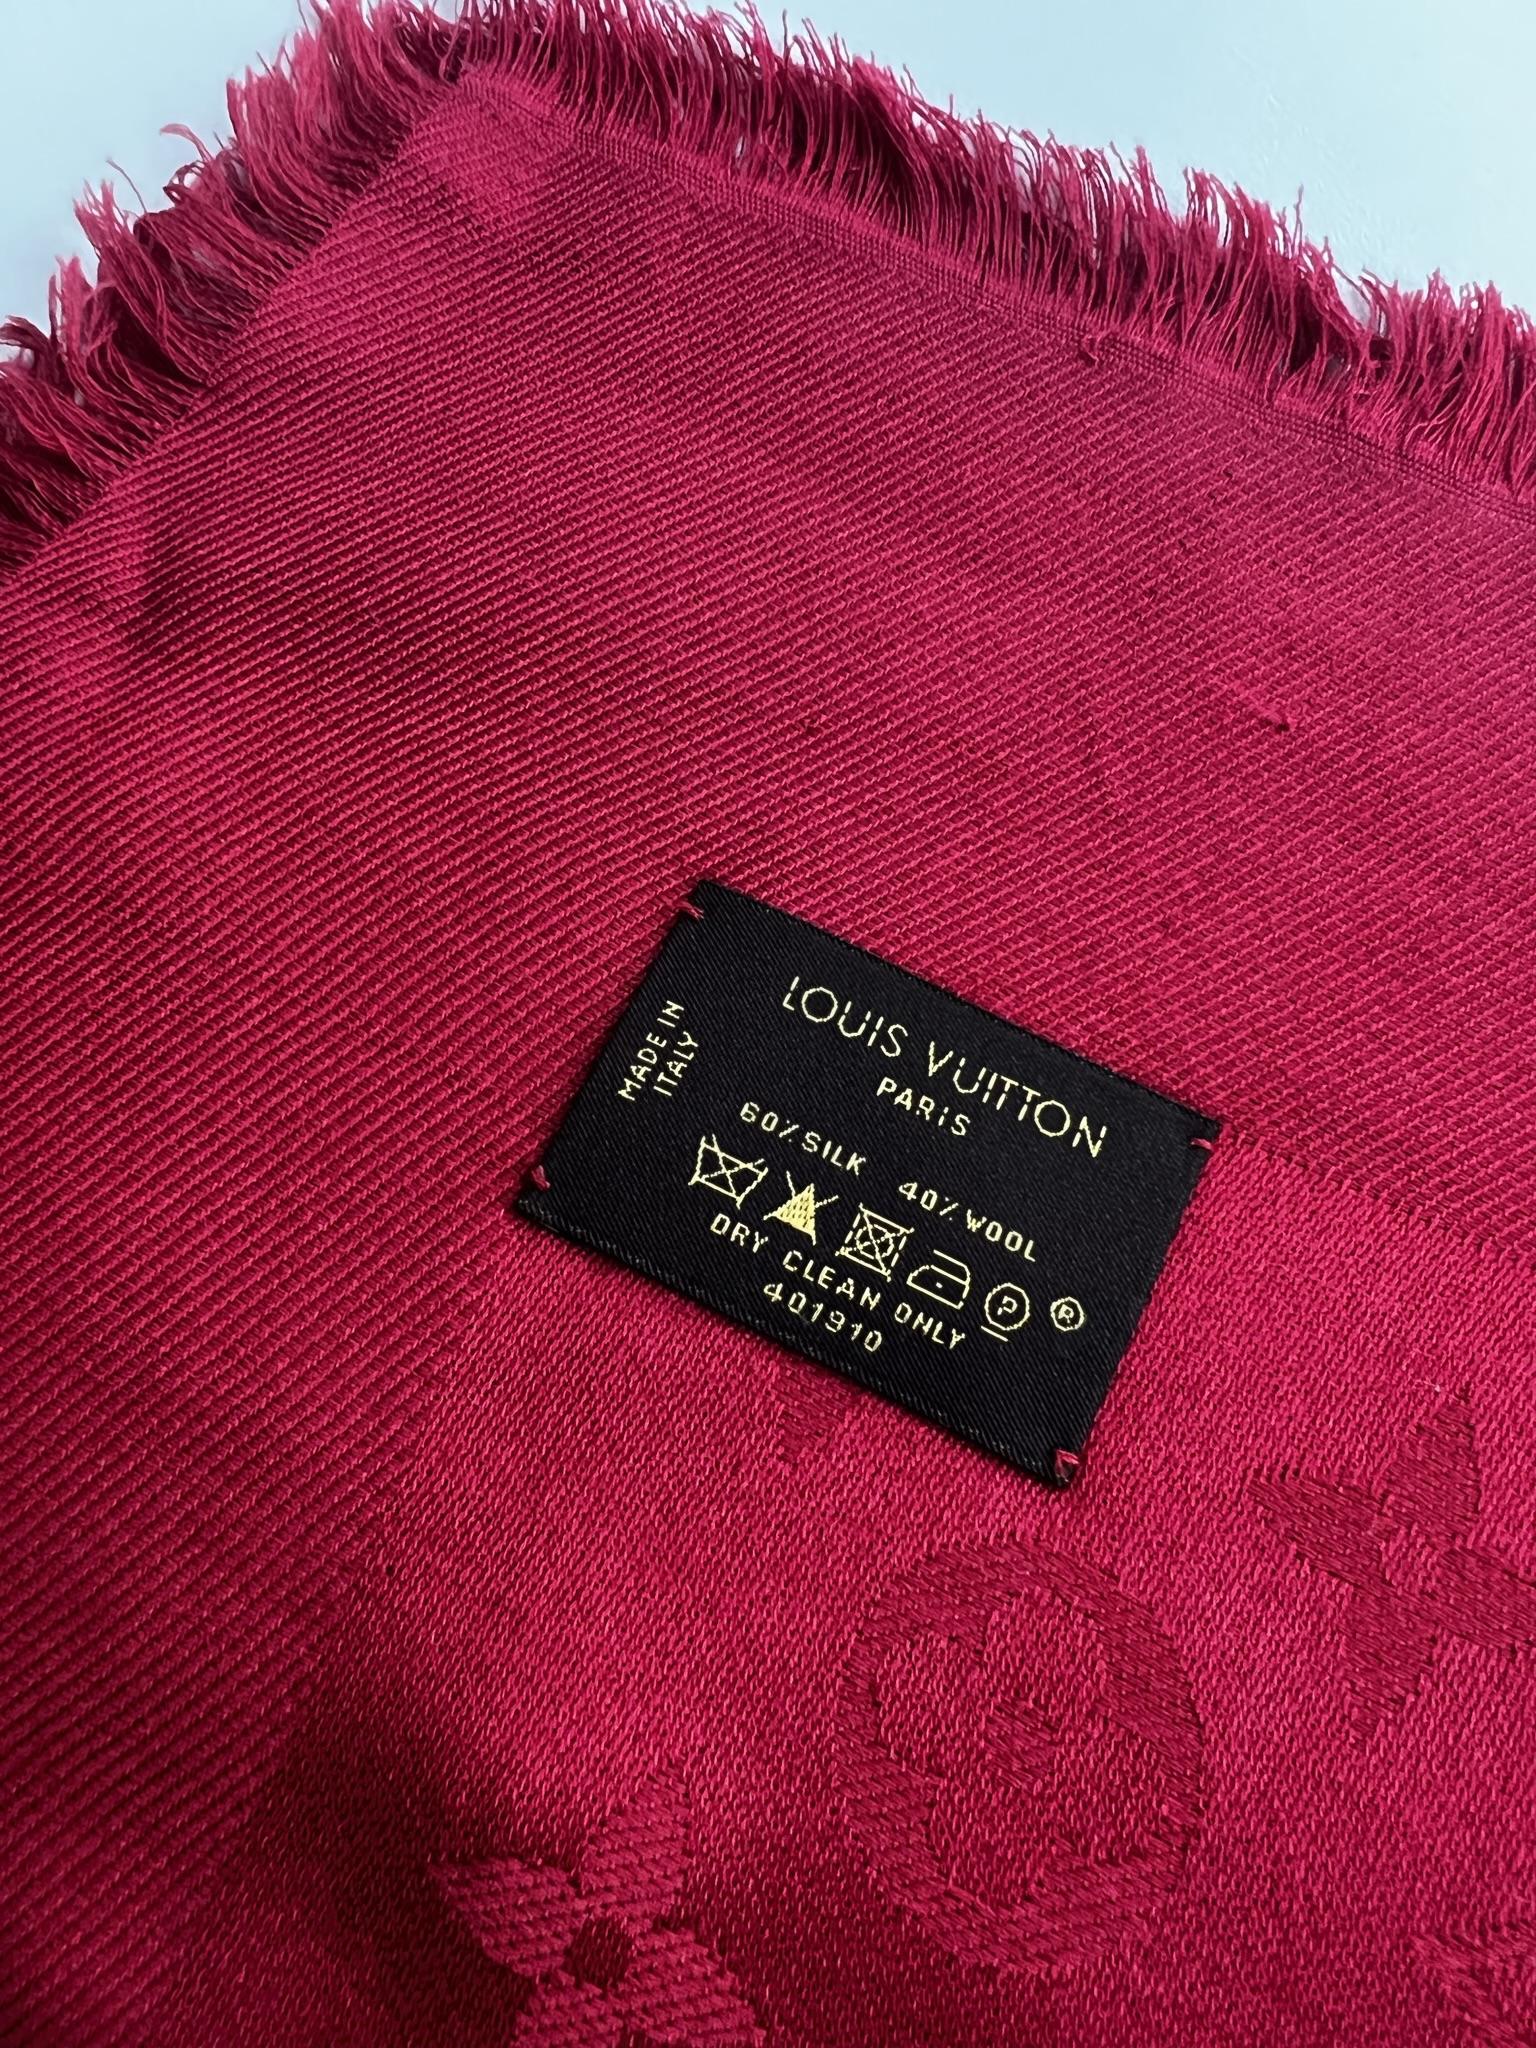 LOUIS VUITTON
PARIS
MADE IN
ITALY
60% SILK 40% WOOL
P ®
DRY CLEAN ONLY
401910